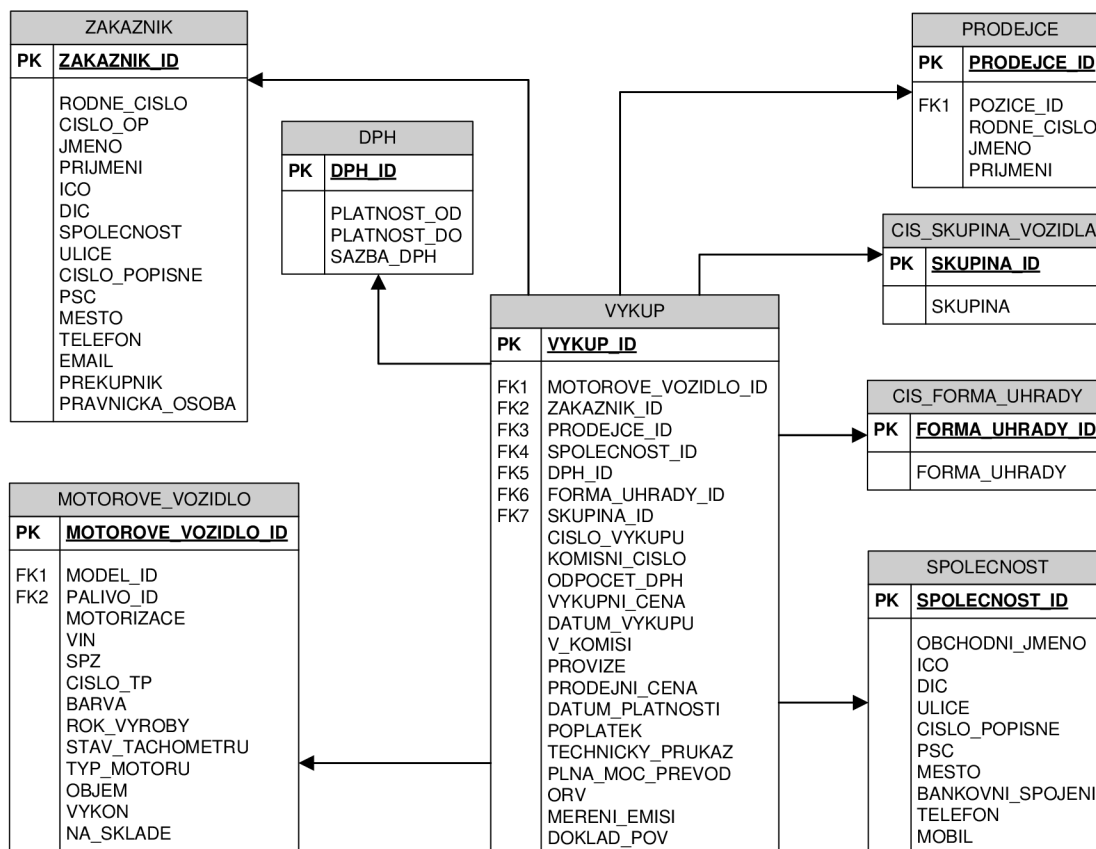 ZAKAZNIK
PK ZAKAZNIK_ID
RODNE_CISLO
CISLO_OP
JMENO
PRIJMENI
ICO
DIC
SPOLECNOST
ULICE
CISLO_POPISNE
PSC
MESTO
TELEFON
EMAIL
PREKUPNIK
PRAVNICKA_OSOBA
DPH
PK DPH_ID
PLATNOST_OD
PLATNOST_DO
SAZBA_DPH
PRODEJCE
PK PRODEJCE_ID
FK1 POZICE_ID
RODNE_CISLO
JMENO
PRIJMENI
CIS_SKUPINA_VOZIDLA
PK SKUPINA_ID
SKUPINA
VYKUP
PK VYKUP_ID
FK1 MOTOROVE_VOZIDLO_ID
FK2 ZAKAZNIK_ID
FK3 PRODEJCE_ID
FK4 SPOLECNOST_ID
FK5 DPH_ID
FK6 FORMA_UHRADY_ID
FK7 SKUPINA_ID
CISLO_VYKUPU
KOMISNI_CISLO
ODPOCET_DPH
VYKUPNI_CENA
DATUM_VYKUPU
V_KOMISI
PROVIZE
PRODEJNI_CENA
DATUM_PLATNOSTI
POPLATEK
TECHNICKY_PRUKAZ
PLNA_MOC_PREVOD
ORV
MERENI_EMISI
DOKLAD_POV
CIS_FORMA_UHRADY
PK FORMA_UHRADY_ID
FORMA_UHRADY
MOTOROVE_VOZIDLO
PK MOTOROVE_VOZIDLO_ID
FK1 MODEL_ID
FK2 PALIVO_ID
MOTORIZACE
VIN
SPZ
CISLO_TP
BARVA
ROK_VYROBY
STAV_TACHOMETRU
TYP_MOTORU
OBJEM
VYKON
NA_SKLADE
SPOLECNOST
PK SPOLECNOST_ID
OBCHODNI_JMENO
ICO
DIC
ULICE
CISLO_POPISNE
PSC
MESTO
BANKOVNI_SPOJENI
TELEFON
MOBIL